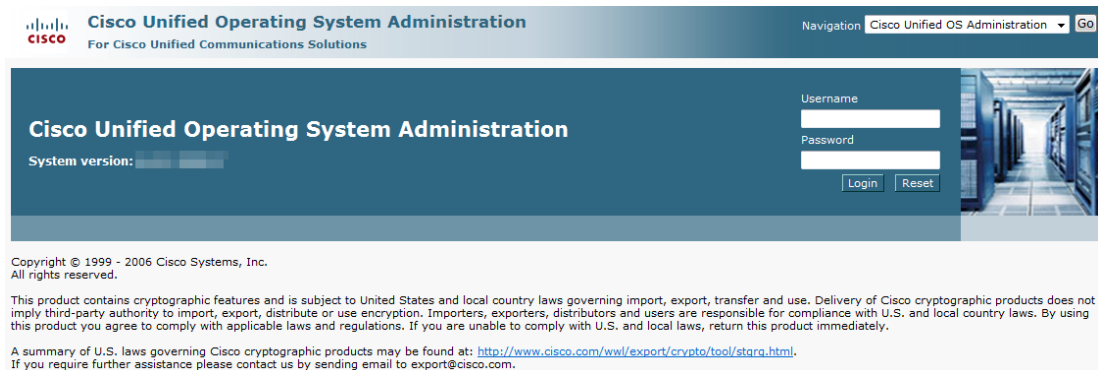 CISCO
Cisco Unified Operating System Administration
For Cisco Unified Communications Solutions
Navigation Cisco Unified OS Administration Go
Cisco Unified Operating System Administration
System version:
Username
Password
Login Reset
Copyright © 1999 - 2006 Cisco Systems, Inc.
All rights reserved.
This product contains cryptographic features and is subject to United States and local country laws governing import, export, transfer and use. Delivery of Cisco cryptographic products does not
imply third-party authority to import, export, distribute or use encryption. Importers, exporters, distributors and users are responsible for compliance with U.S. and local country laws. By using
this product you agree to comply with applicable laws and regulations. If you are unable to comply with U.S. and local laws, return this product immediately.
A summary of U.S. laws governing Cisco cryptographic products may be found at: http://www.cisco.com/wwl/export/crypto/tool/stqrg.html.
If you require further assistance please contact us by sending email to export@cisco.com.